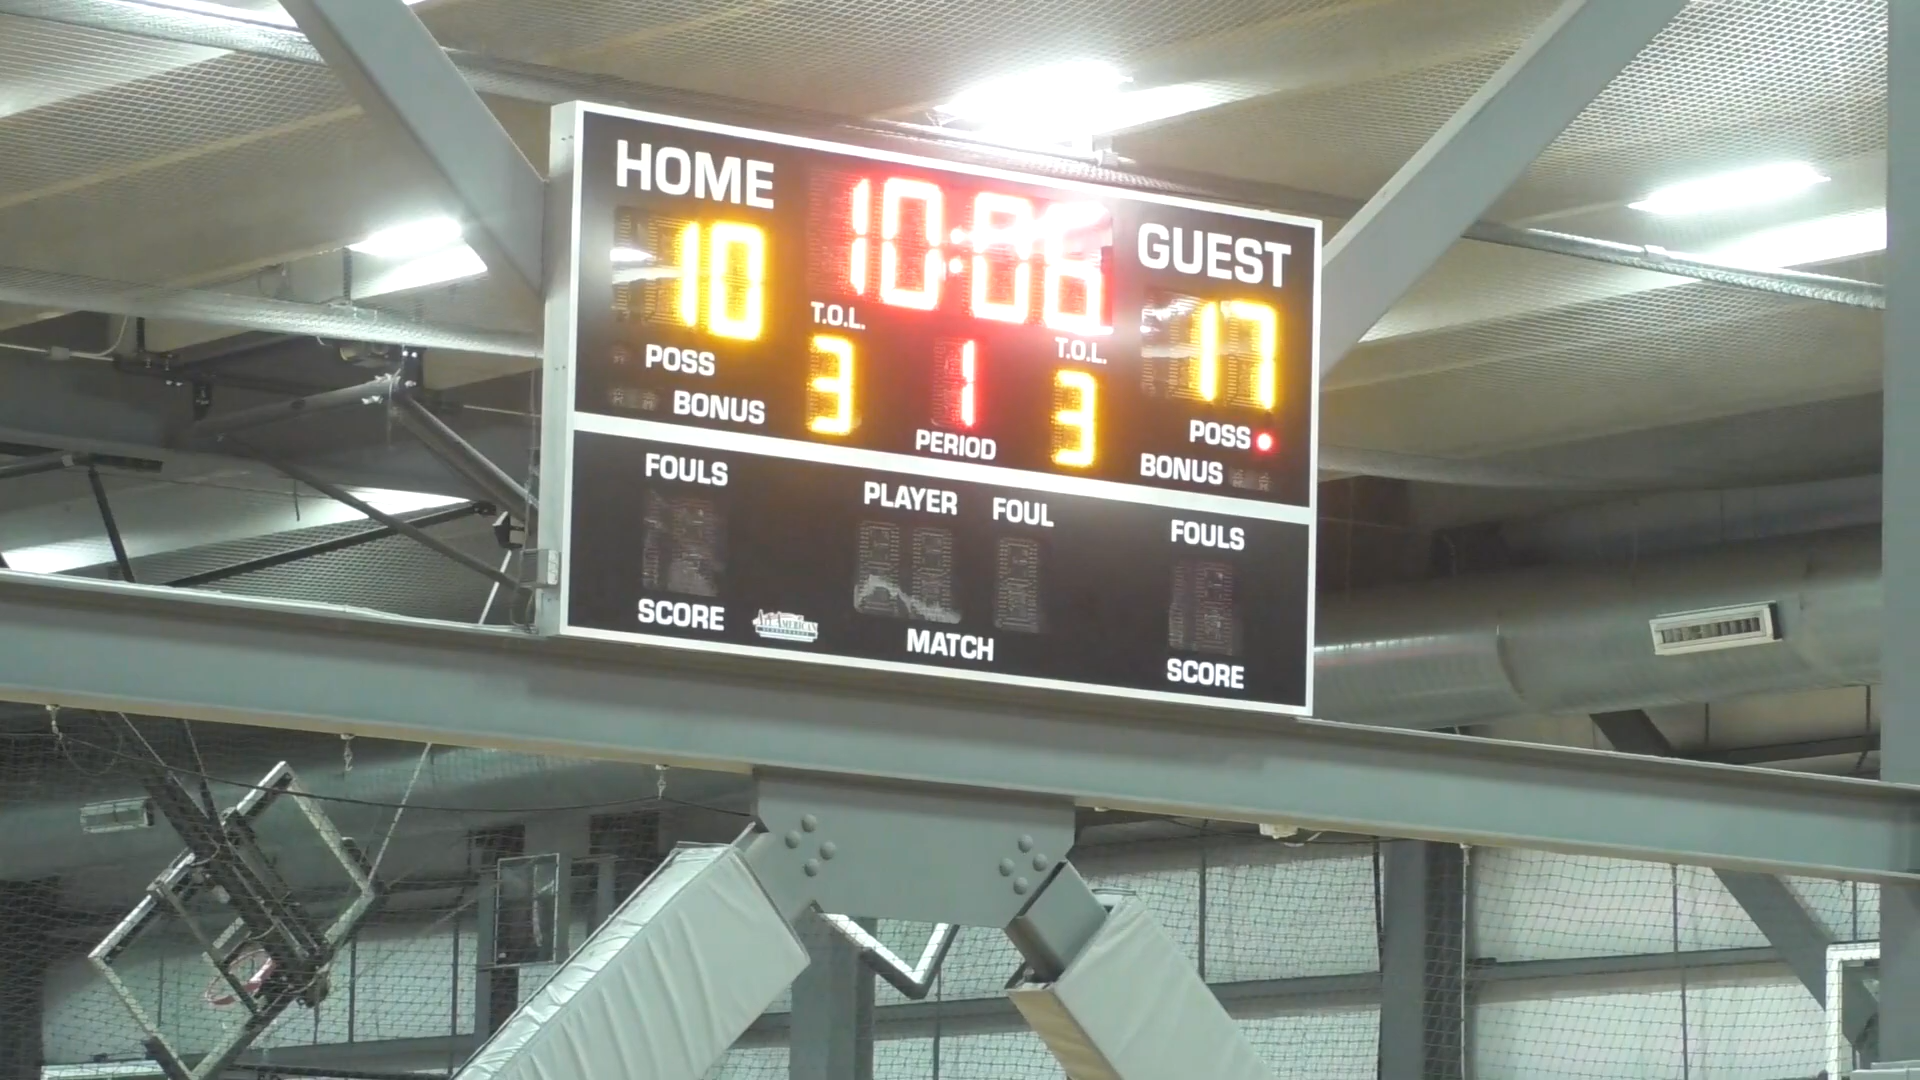 HOME
10:06
GUEST
10
17
T.O.L.
T.O.L.
POSS
3
1
3
POSS
BONUS
PERIOD
BONUS
FOULS
PLAYER
FOUL
FOULS
SCORE
MATCH
SCORE